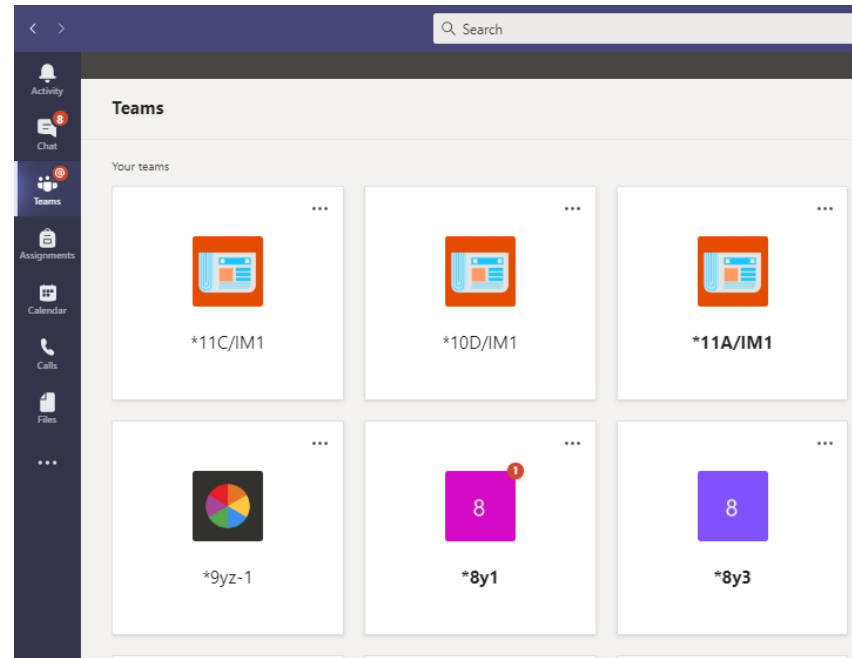 Search
Activity
8
Chat
@
Teams
Assignments
Calendar
Calls
Files
Teams
Your teams
*11C/IM1
*10D/IM1
*11A/IM1
*9yz-1
1
8
*8y1
8
*8y3